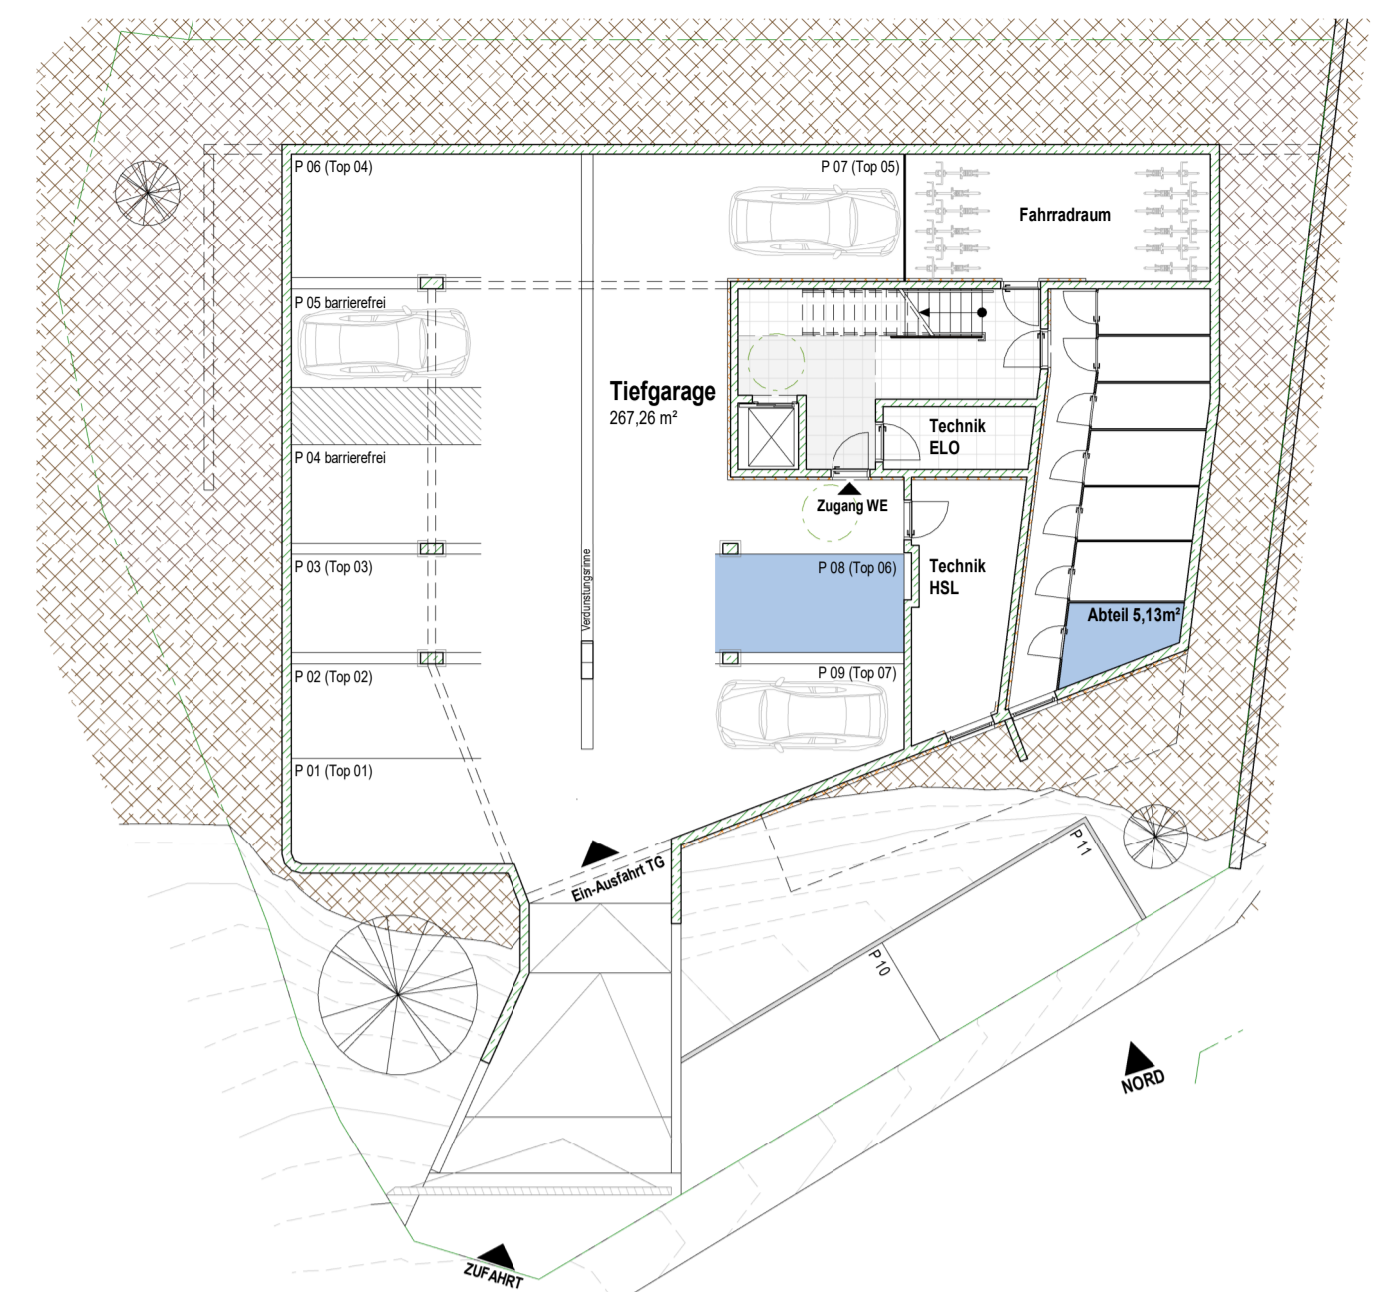 P 06 (Top 04)
P 07 (Top 05)
Fahrradraum
P 05 barrierefrei
Tiefgarage
267,26 m²
Technik
ELO
P 04 barrierefrei
Zugang WE
P 03 (Top 03)
Verdunstungsrinne
P 08 (Top 06)
Technik
HSL
Abteil 5,13m²
P 02 (Top 02)
P 09 (Top 07)
P 01 (Top 01)
Ein-Ausfahrt TG
P 11
P 10
NORD
ZUFAHRT